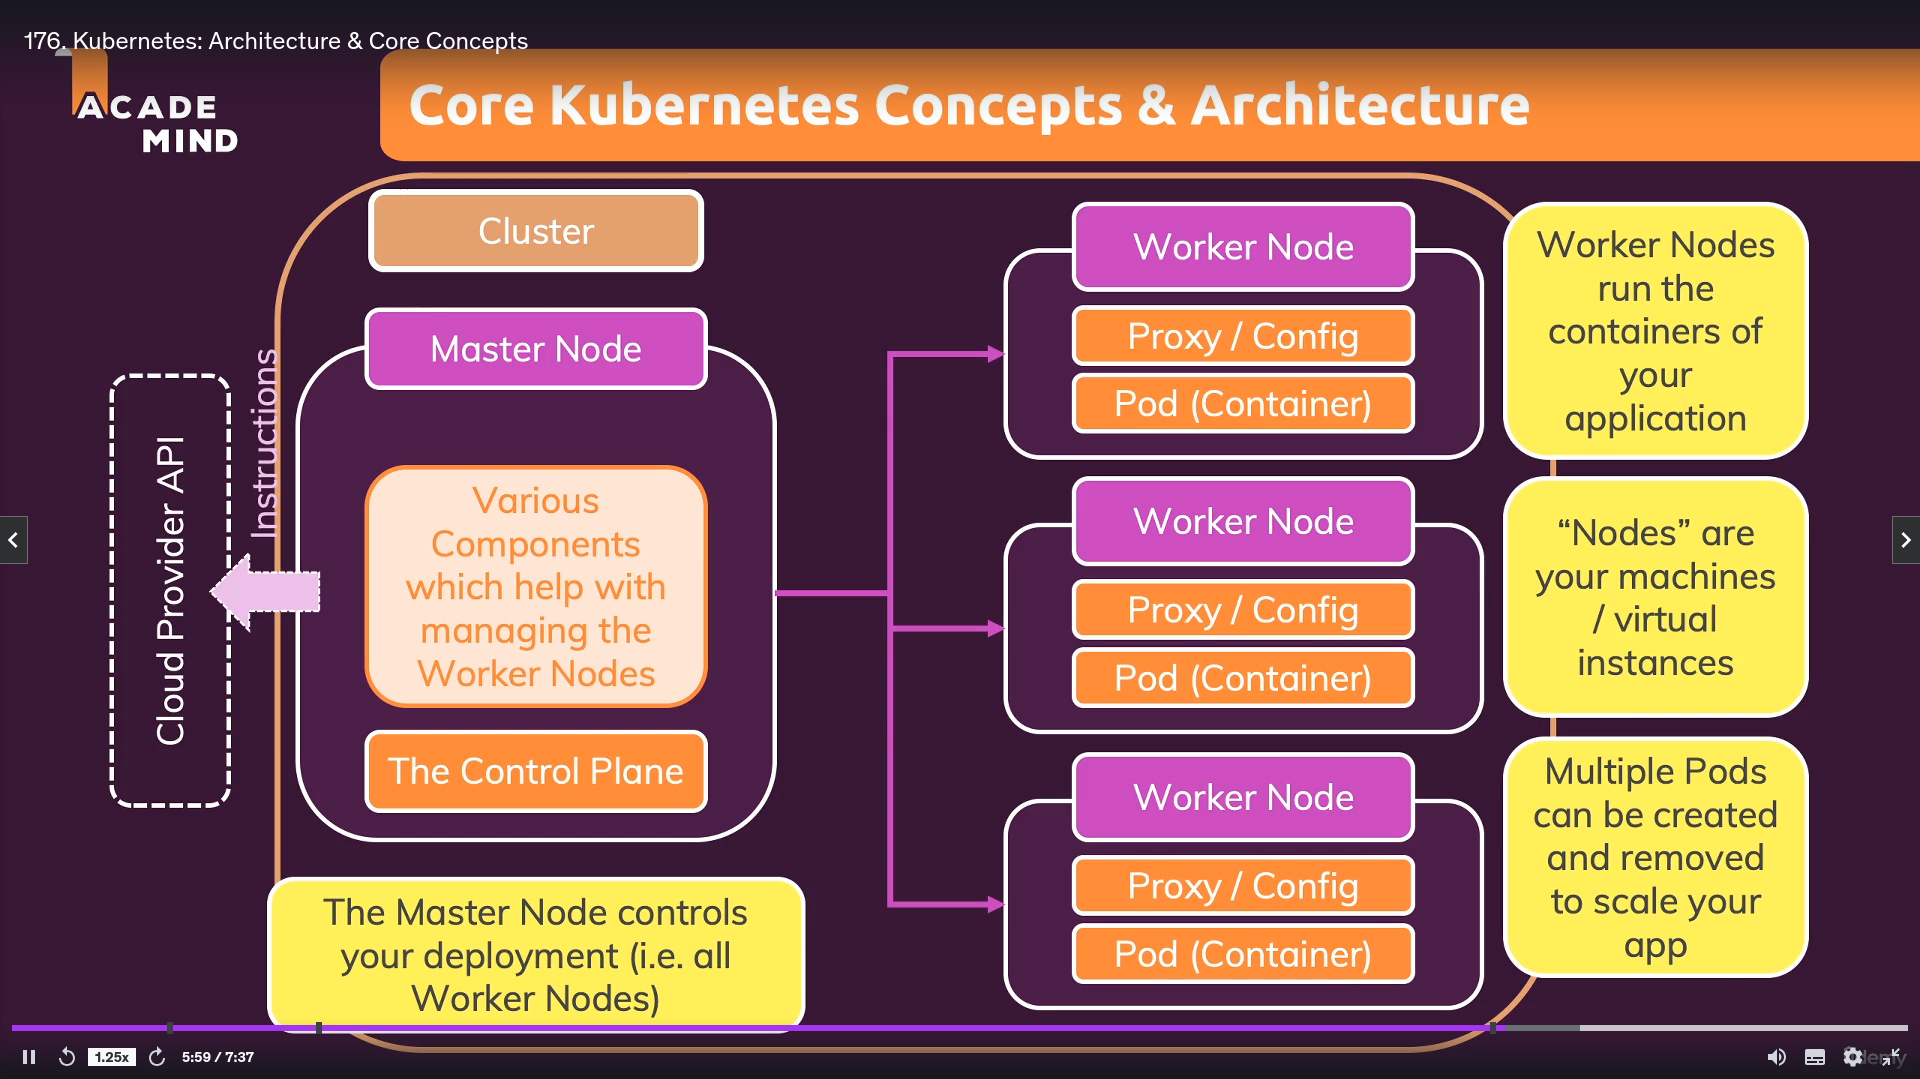 176. Kubernetes: Architecture & Core Concepts
ACADE
MIND
Core Kubernetes Concepts & Architecture
Cluster
Master Node
Instructions
Cloud Provider API
Various
Components
which help with
managing the
Worker Nodes
The Control Plane
The Master Node controls
your deployment (i.e. all
Worker Nodes)
Worker Node
Proxy / Config
Pod (Container)
Worker Node
Proxy / Config
Pod (Container)
Worker Node
Proxy / Config
Pod (Container)
Worker Nodes
run the
containers of
your
application
“Nodes” are
your machines
/ virtual
instances
Multiple Pods
can be created
and removed
to scale your
app
1.25x
5:59 / 7:37